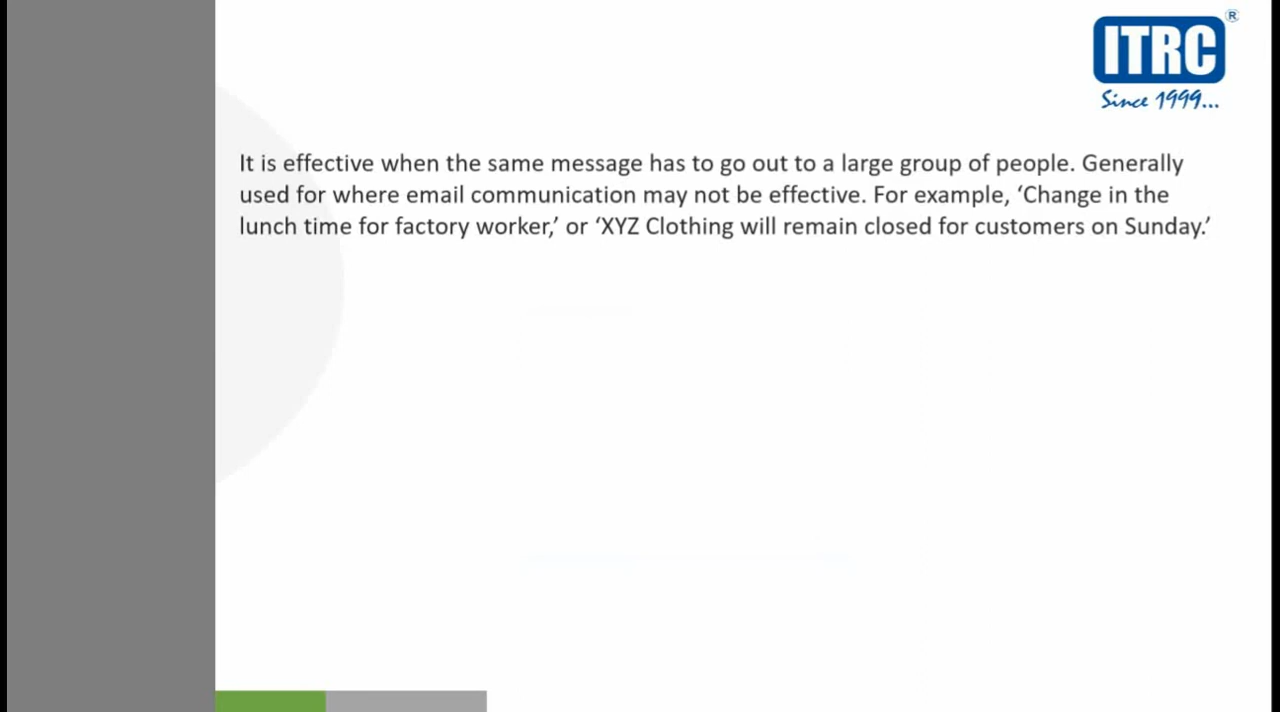 ITRC
®
Since 1999...
It is effective when the same message has to go out to a large group of people. Generally
used for where email communication may not be effective. For example, ‘Change in the
lunch time for factory worker,’ or ‘XYZ Clothing will remain closed for customers on Sunday.’